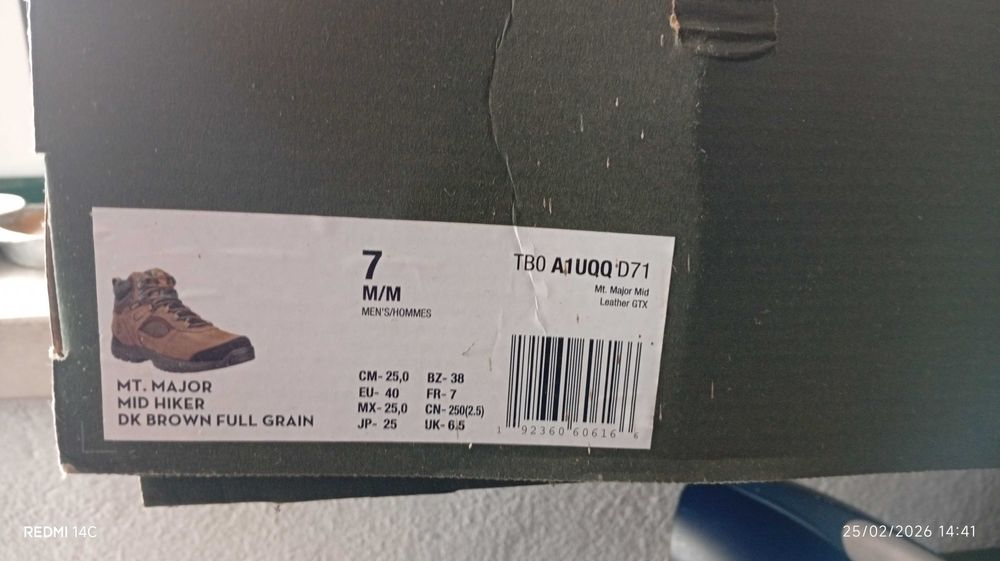 7
M/M
MEN'S/HOMMES
TB0 A1UQQ D71
Mt. Major Mid
Leather GTX
MT. MAJOR
MID HIKER
DK BROWN FULL GRAIN
CM- 25,0 BZ- 38
EU- 40 FR- 7
MX- 25,0 CN- 250(2.5)
JP- 25 UK- 6.5
1 92360 60616 6
REDMI 14C
25/02/2026 14:41